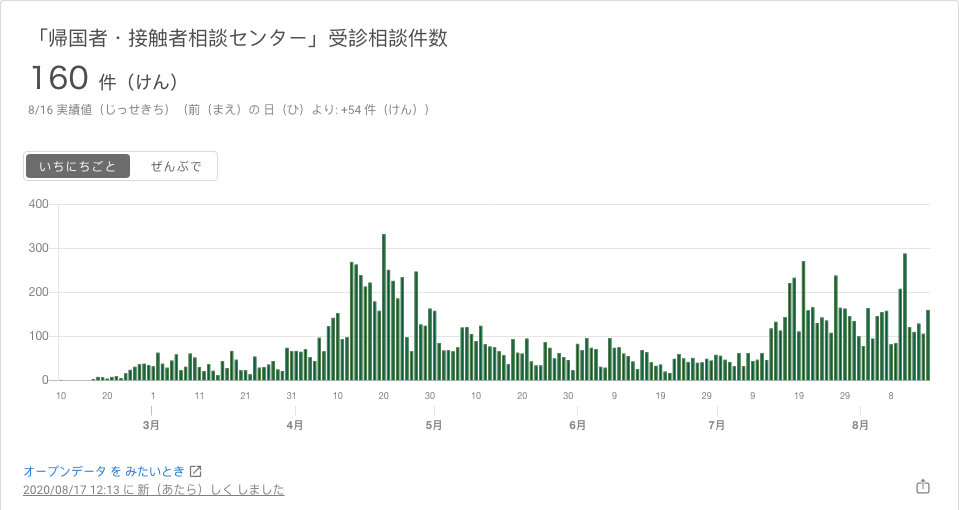 「帰国者・接触者相談センター」受診相談件数
160 件（けん）
8/16 実績値（じっせきち）（前（まえ）の 日（ひ）より: +54 件（けん））
いちにちごと ぜんぶで
400
300
200
100
0
10 20 1 11 21 31 10 20 30 10 20 30 9 19 29 9 19 29 8
3月 4月 5月 6月 7月 8月
オープンデータ を みたいとき
2020/08/17 12:13 に 新（あたら）しく しました